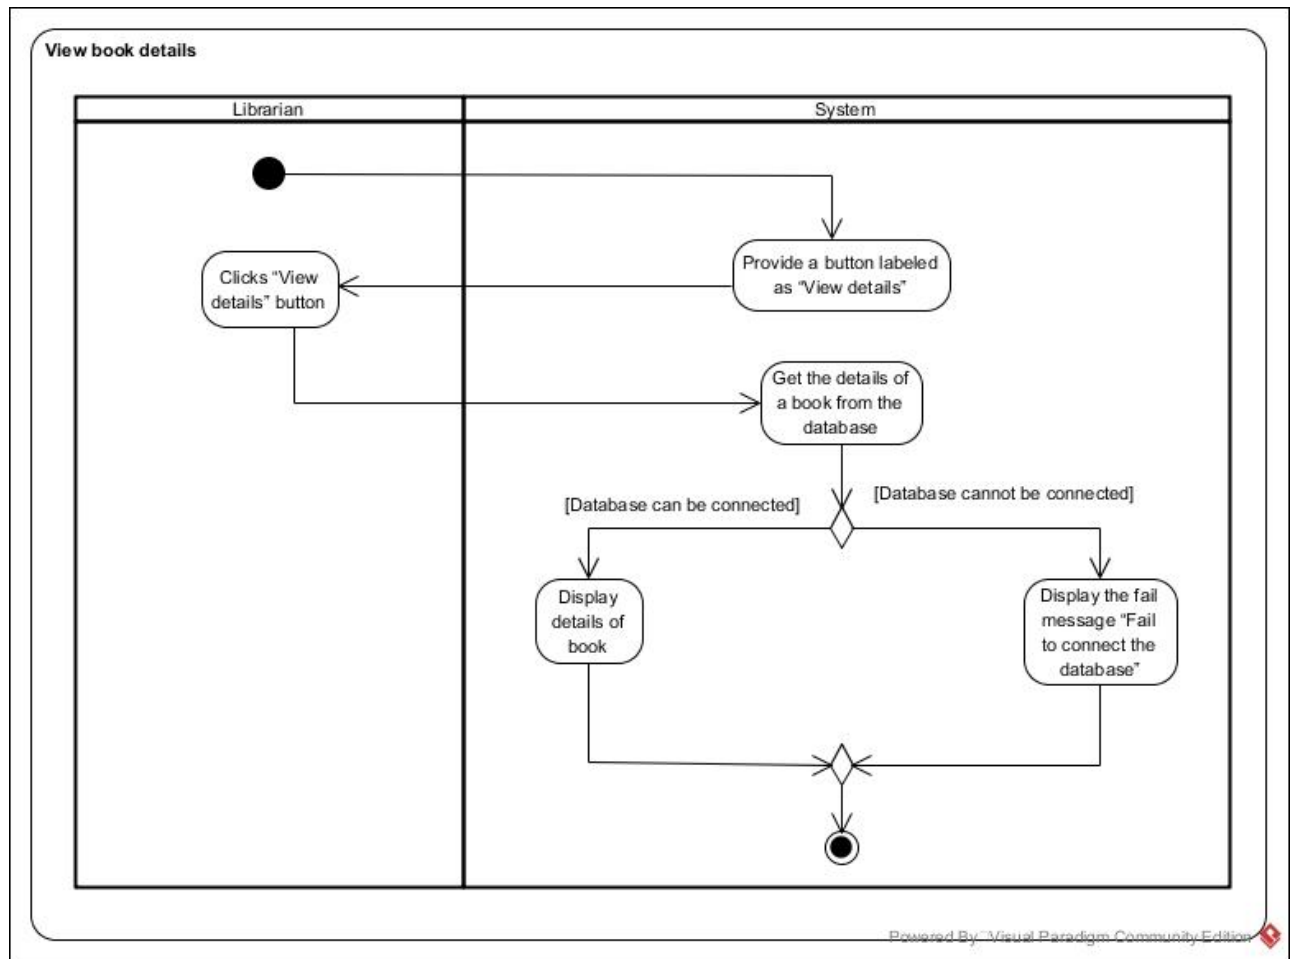 View book details
Librarian
System
Provide a button labeled
as “View details”
Clicks “View
details” button
Get the details of
a book from the
database
[Database can be connected]
[Database cannot be connected]
Display
details of
book
Display the fail
message “Fail
to connect the
database”
Powered By Visual Paradigm Community Edition